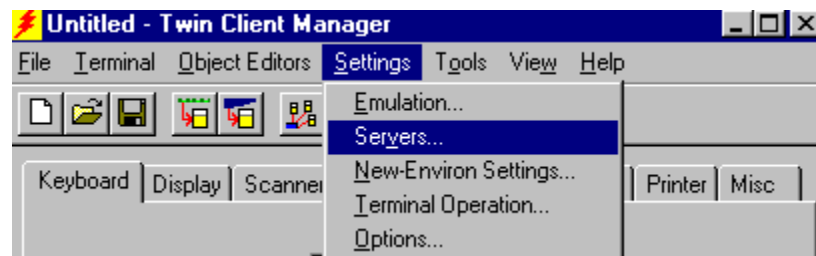 Untitled - Twin Client Manager
File Terminal Object Editors Settings Tools View Help
Emulation...
Servers...
New-Environ Settings...
Terminal Operation...
Options...
Keyboard Display Scanner Printer Misc